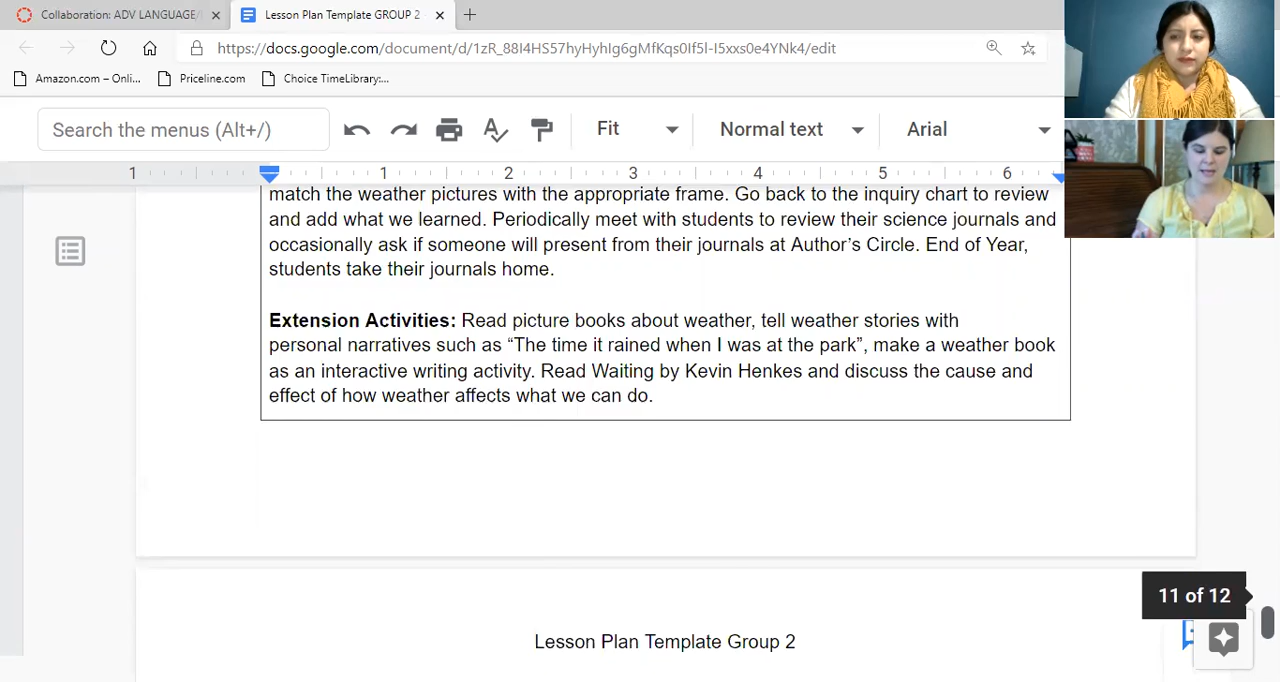 Collaboration: ADV LANGUAGE/
Lesson Plan Template GROUP 2
https://docs.google.com/document/d/1zR_88I4HS57hyHyhIg6gMfKqs0If5l-I5xxs0e4YNk4/edit
Amazon.com – Onli...
Priceline.com
Choice TimeLibrary:...
Search the menus (Alt+/)
Fit
Normal text
Arial
1 1 2 3 4 5 6
match the weather pictures with the appropriate frame. Go back to the inquiry chart to review
and add what we learned. Periodically meet with students to review their science journals and
occasionally ask if someone will present from their journals at Author's Circle. End of Year,
students take their journals home.
Extension Activities: Read picture books about weather, tell weather stories with
personal narratives such as “The time it rained when I was at the park”, make a weather book
as an interactive writing activity. Read Waiting by Kevin Henkes and discuss the cause and
effect of how weather affects what we can do.
11 of 12
Lesson Plan Template Group 2